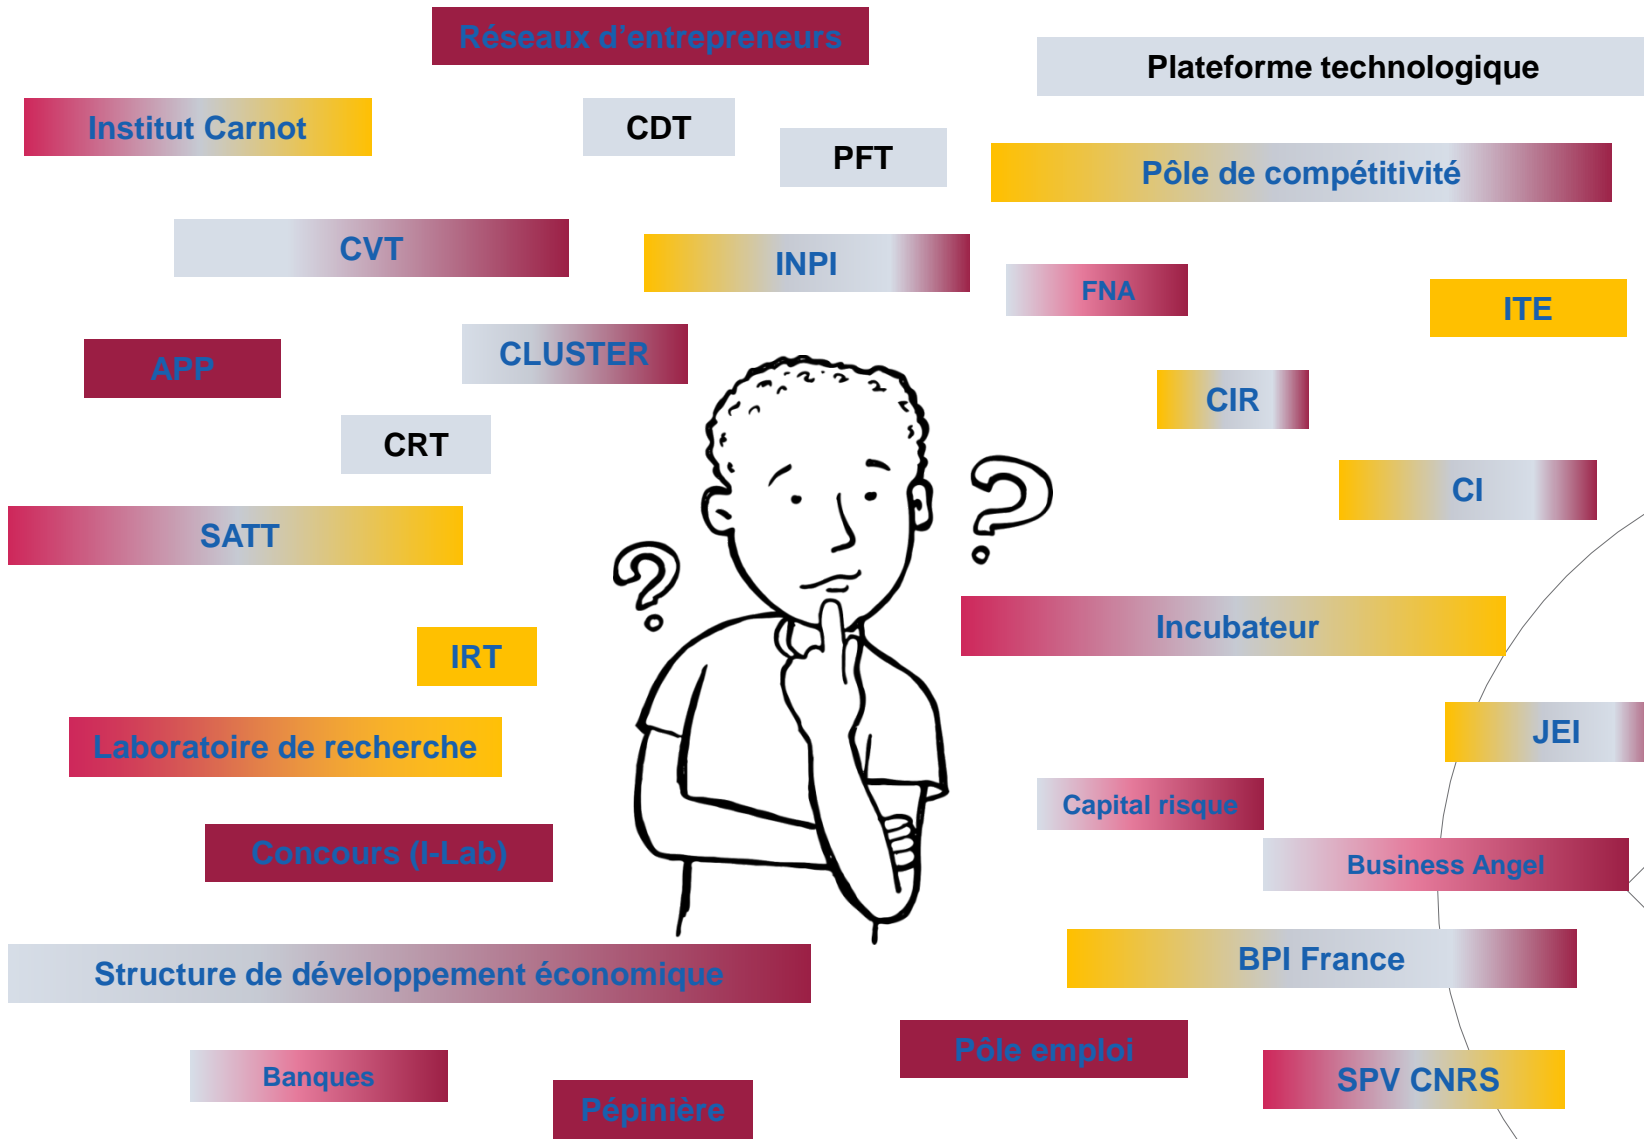 Réseaux d'entrepreneurs
Plateforme technologique
Institut Carnot
CDT
PFT
Pôle de compétitivité
CVT
INPI
FNA
ITE
APP
CLUSTER
CIR
CRT
CI
SATT
Incubateur
IRT
Laboratoire de recherche
JEI
Capital risque
Concours (I-Lab)
Business Angel
Structure de développement économique
BPI France
Pôle emploi
Banques
SPV CNRS
Pépinière
?
?